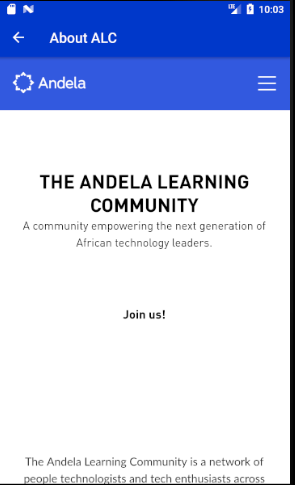 10:03
About ALC
Andela
THE ANDELA LEARNING
COMMUNITY
A community empowering the next generation of
African technology leaders.
Join us!
The Andela Learning Community is a network of
people technologists and tech enthusiasts across